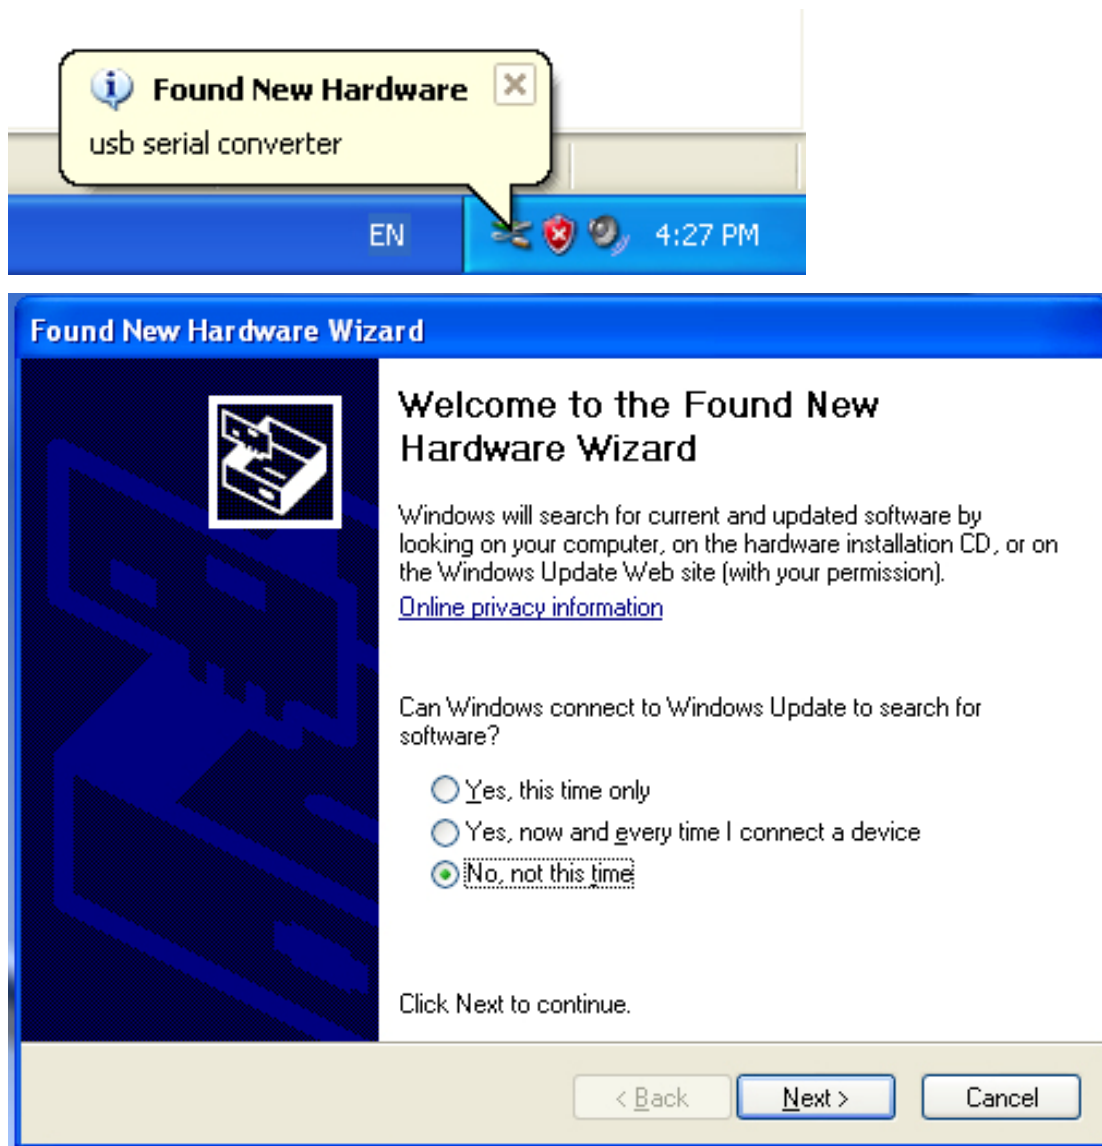 Found New Hardware
usb serial converter
EN
4:27 PM
Found New Hardware Wizard
Welcome to the Found New
Hardware Wizard
Windows will search for current and updated software by
looking on your computer, on the hardware installation CD, or on
the Windows Update Web site (with your permission).
Online privacy information
Can Windows connect to Windows Update to search for
software?
Yes, this time only
Yes, now and every time I connect a device
No, not this time
Click Next to continue.
< Back
Next >
Cancel